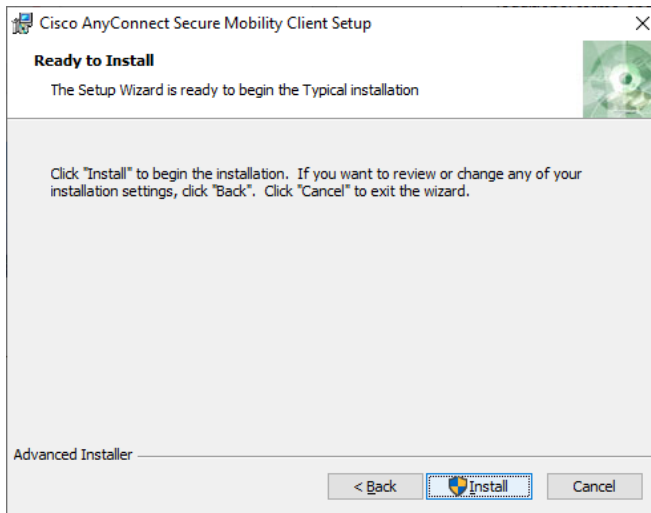 Cisco AnyConnect Secure Mobility Client Setup
Ready to Install
The Setup Wizard is ready to begin the Typical installation
Click "Install" to begin the installation.  If you want to review or change any of your
installation settings, click "Back".  Click "Cancel" to exit the wizard.
Advanced Installer
< Back
Install
Cancel